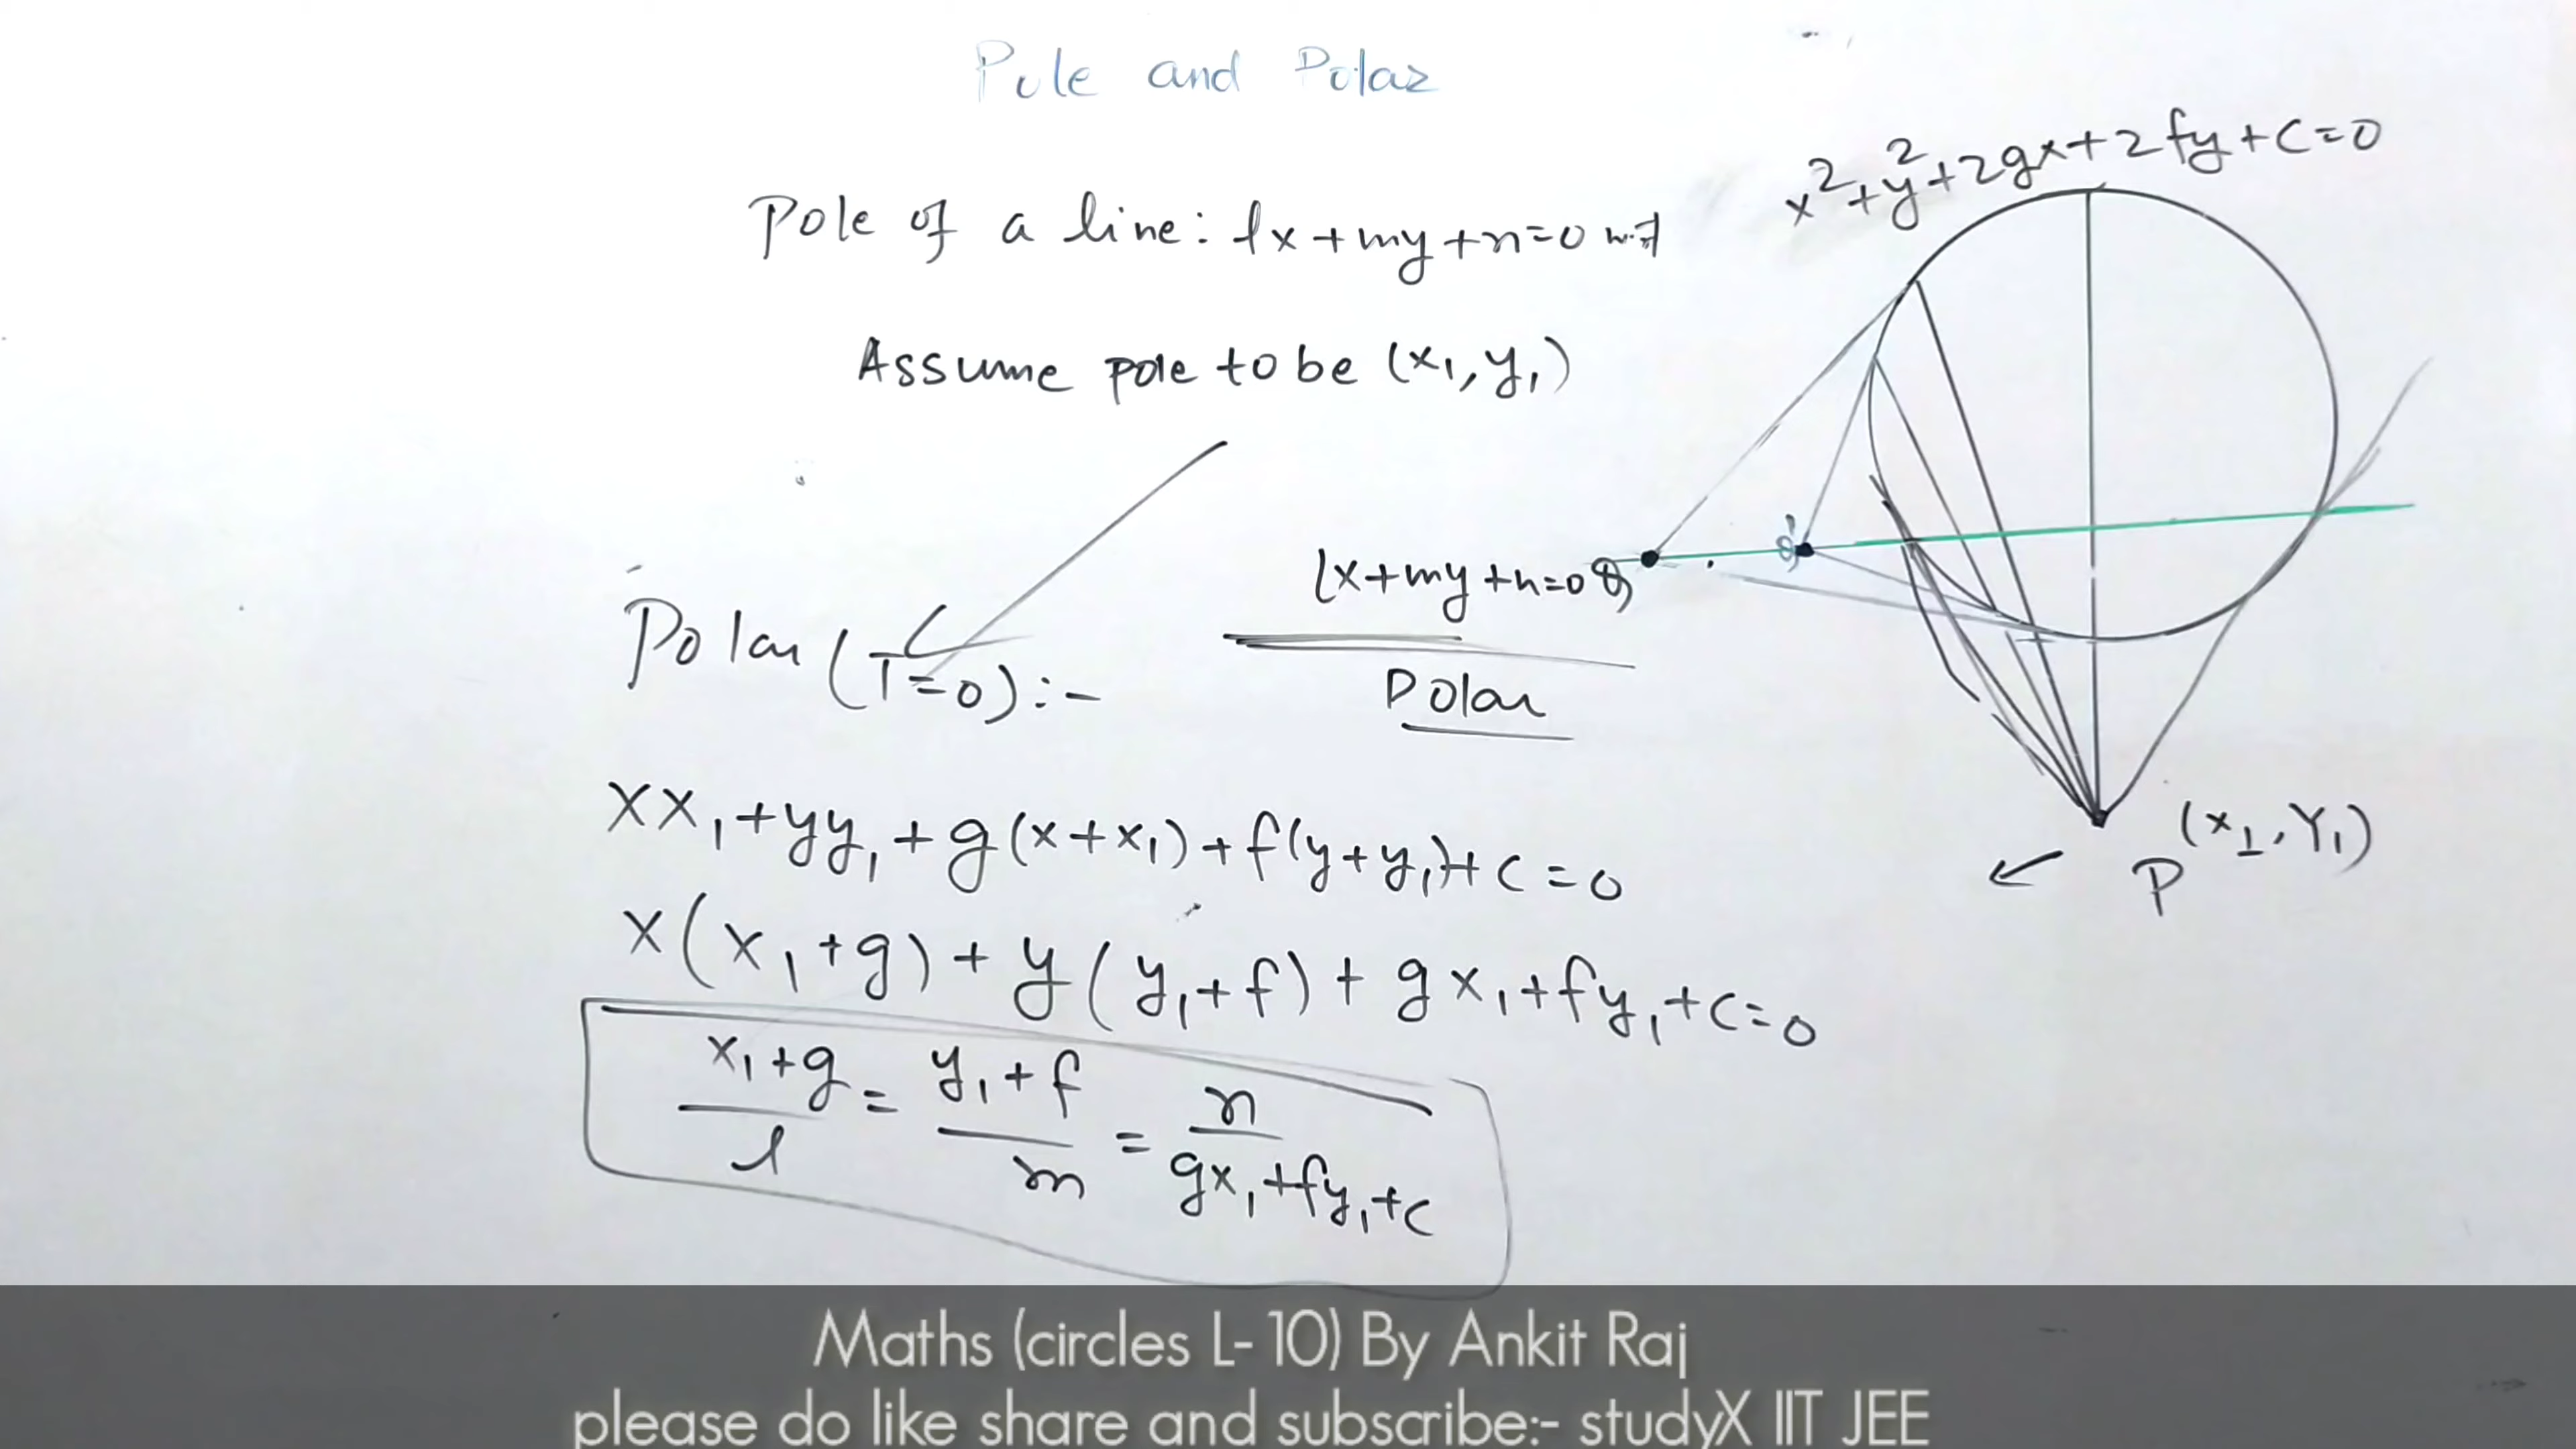 Pole and Polar
x²+y²+2gx+2fy+c=0
Pole of a line: lx+my+n=0 w.r.t
Assume pole to be (x₁,y₁)
lx+my+n=0
Polar
Polar (T=0):-
xx₁+yy₁+g(x+x₁)+f(y+y₁)+c=0
P (x₁,y₁)
x(x₁+g)+y(y₁+f)+gx₁+fy₁+c=0
x₁+g/l = y₁+f/m = n/gx₁+fy₁+c
Maths (circles L-10) By Ankit Raj
please do like share and subscribe:- studyX IIT JEE